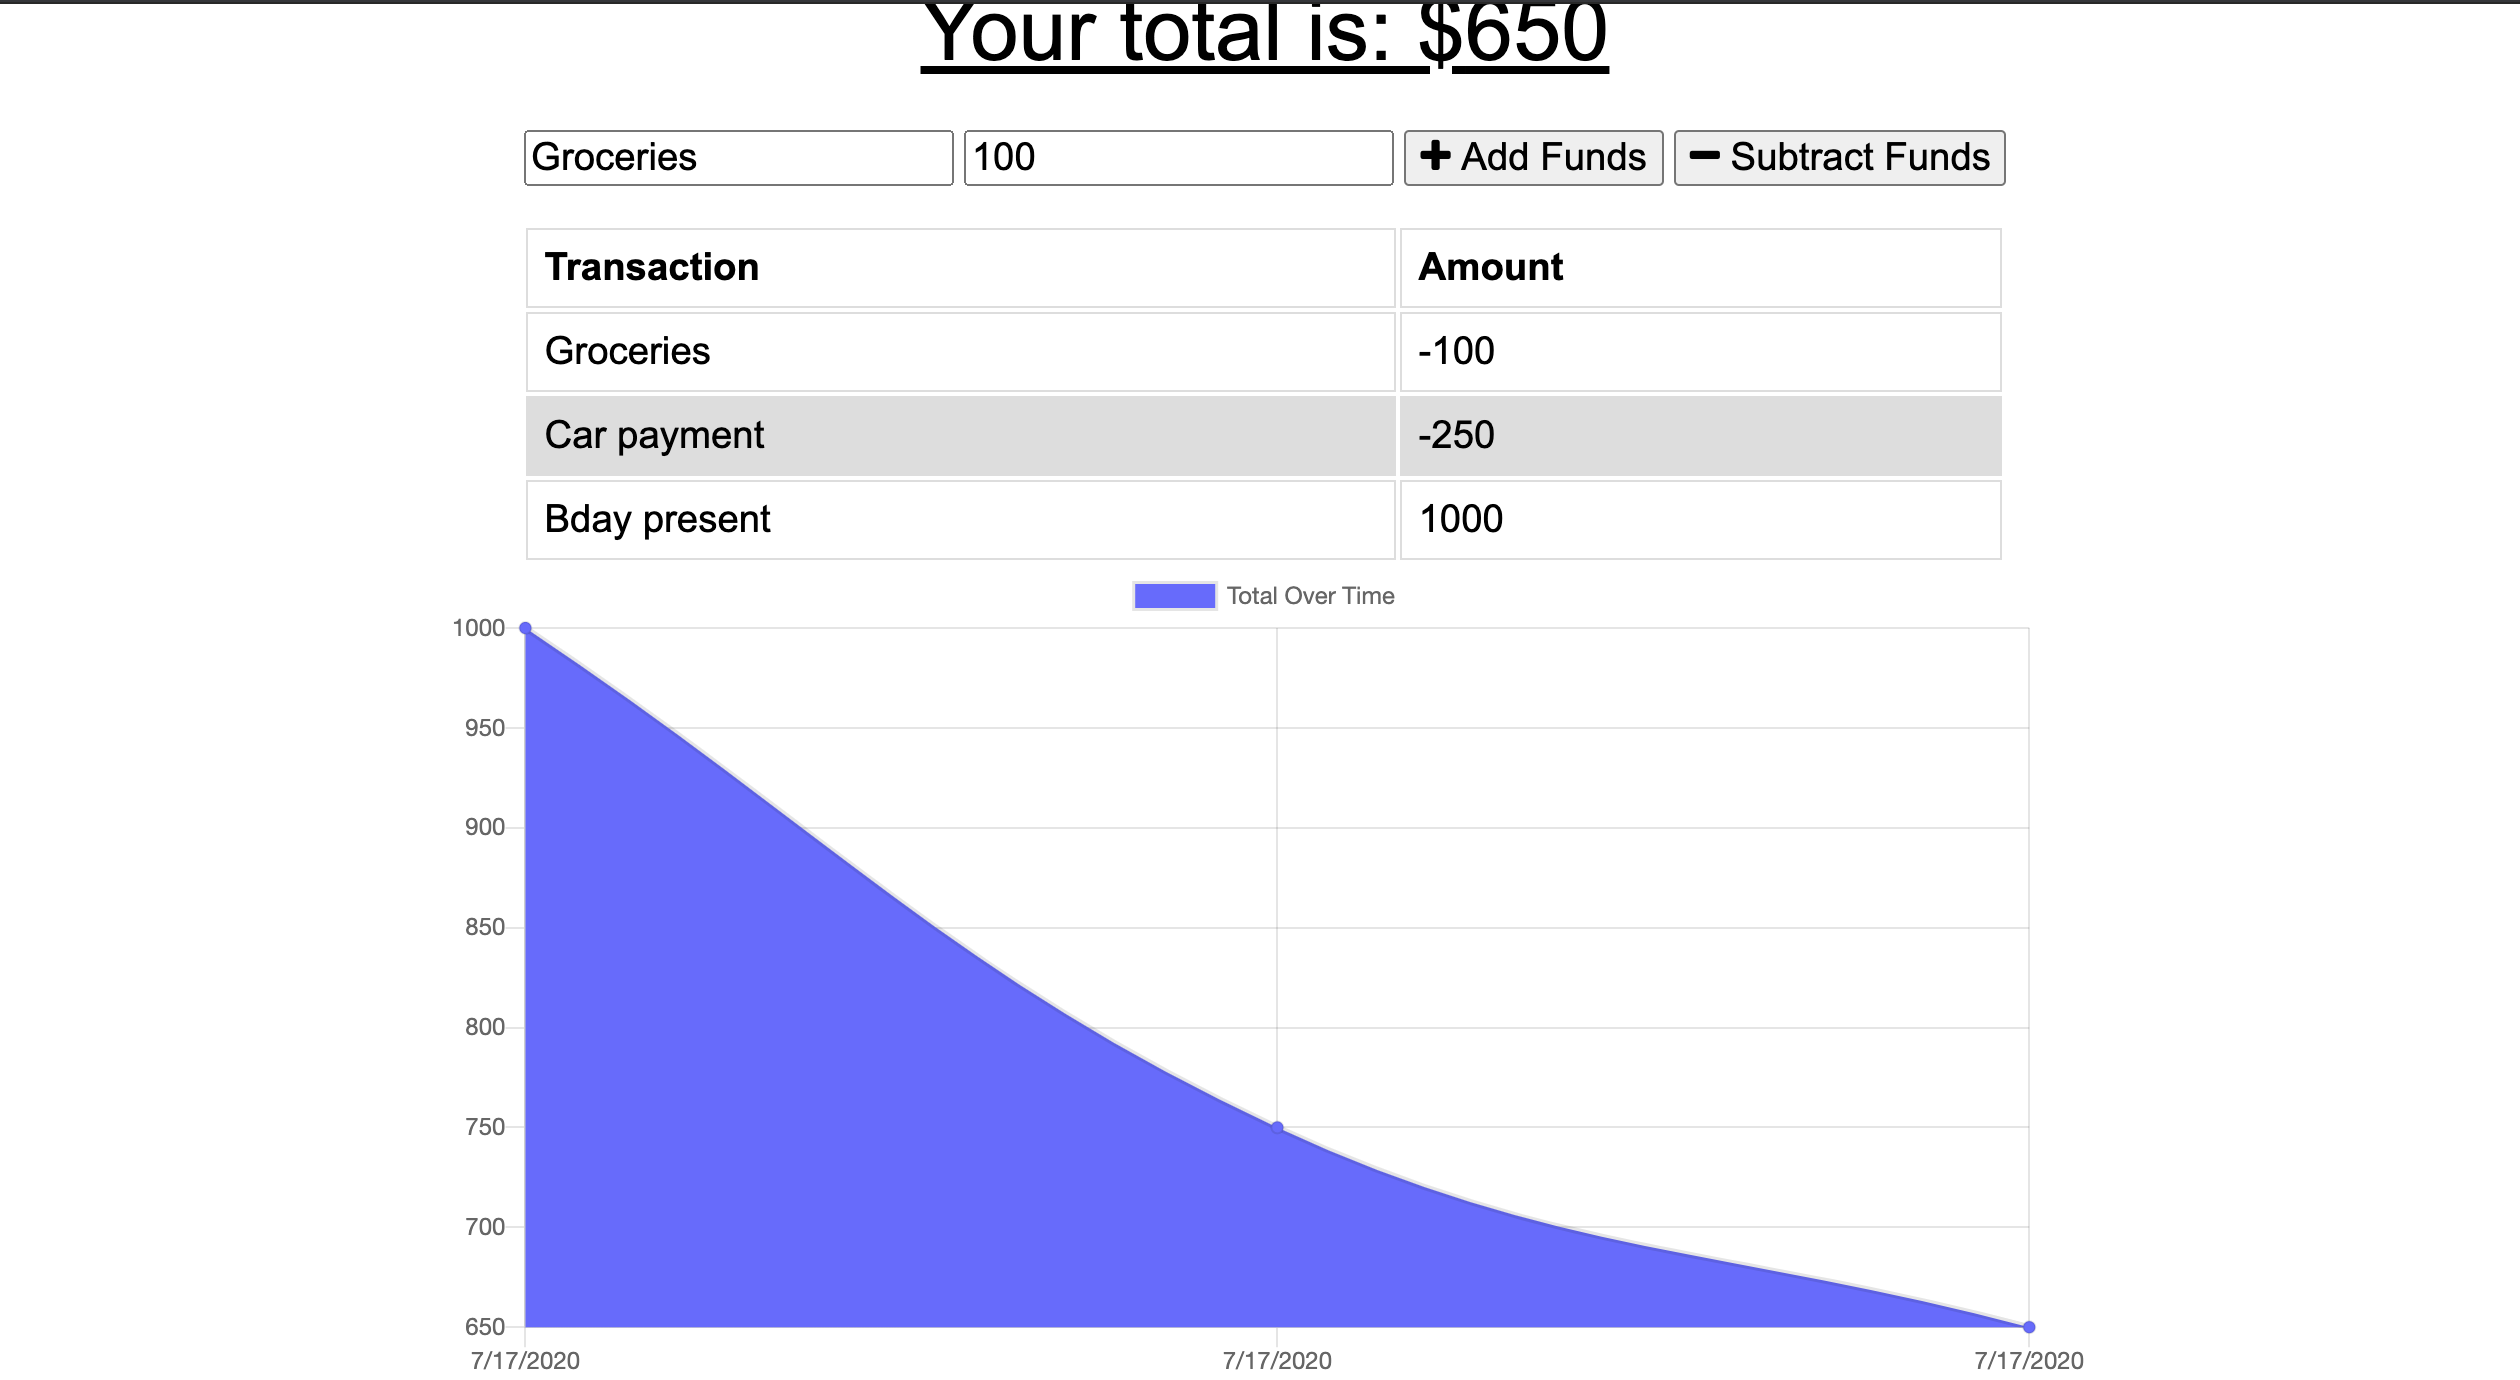 Your total is: $650
Groceries 100 Add Funds Subtract Funds
Transaction Amount
Groceries -100
Car payment -250
Bday present 1000
Total Over Time
1000
950
900
850
800
750
700
650
7/17/2020 7/17/2020 7/17/2020